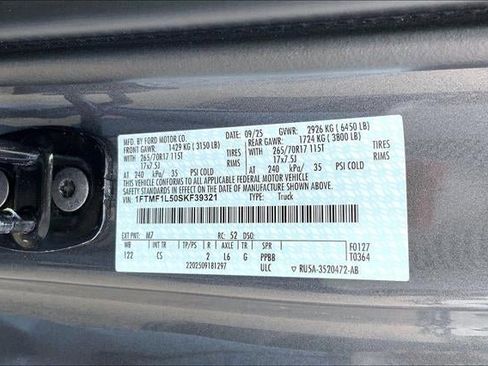 MFD. BY FORD MOTOR CO. 09/25 GVWR: 2926 KG ( 6450 LB)
FRONT GAWR: 1429 KG ( 3150 LB) REAR GAWR: 1724 KG ( 3800 LB)
WITH 265/70R17 115T TIRES WITH 265/70R17 115T TIRES
17x7.5J RIMS 17x7.5J RIMS
AT 240 kPa/ 35 PSI COLD AT 240 kPa/ 35 PSI COLD
THIS VEHICLE CONFORMS TO ALL APPLICABLE FEDERAL MOTOR VEHICLE
SAFETY STANDARDS IN EFFECT ON THE DATE OF MANUFACTURE SHOWN ABOVE.
VIN: 1FTMF1L50SKF39321 TYPE: Truck
EXT PNT: M7 RC: 52 DSO: F0127
WB INT TR TP/PS R AXLE TR SPR T0364
122 CS 2 L6 G PPBB
2202509181297 ULC RU5A-3520472-AB